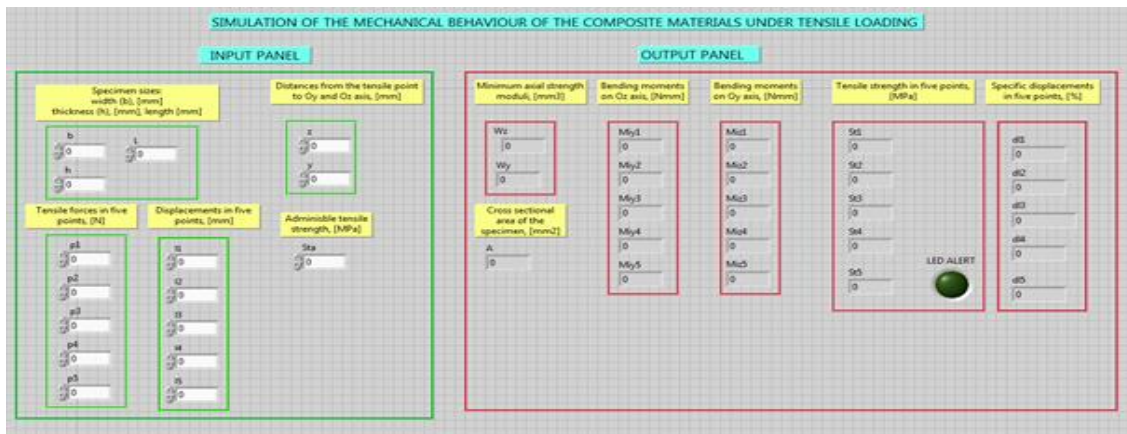 SIMULATION OF THE MECHANICAL BEHAVIOUR OF THE COMPOSITE MATERIALS UNDER TENSILE LOADING
INPUT PANEL
Specimen sizes:
width (b), [mm]
thickness (h), [mm], length [mm]
b
0
L
0
h
0
Distances from the tensile point
to Oy and Oz axis, [mm]
z
0
y
0
Tensile forces in five
points, [N]
p1
0
p2
0
p3
0
p4
0
p5
0
Displacements in five
points, [mm]
l1
0
l2
0
l3
0
l4
0
l5
0
Adminisible tensile
strength, [MPa]
Sta
0
OUTPUT PANEL
Minimum axial strength
moduli, [mm3]
Wz
0
Wy
0
Cross sectional
area of the
specimen, [mm2]
A
0
Bending moments
on Oz axis, [Nmm]
Miy1
0
Miy2
0
Miy3
0
Miy4
0
Miy5
0
Bending moments
on Oy axis, [Nmm]
Miz1
0
Miz2
0
Miz3
0
Miz4
0
Miz5
0
Tensile strength in five points,
[MPa]
St1
0
St2
0
St3
0
St4
0
St5
0
LED ALERT
Specific displacements
in five points, [%]
dl1
0
dl2
0
dl3
0
dl4
0
dl5
0